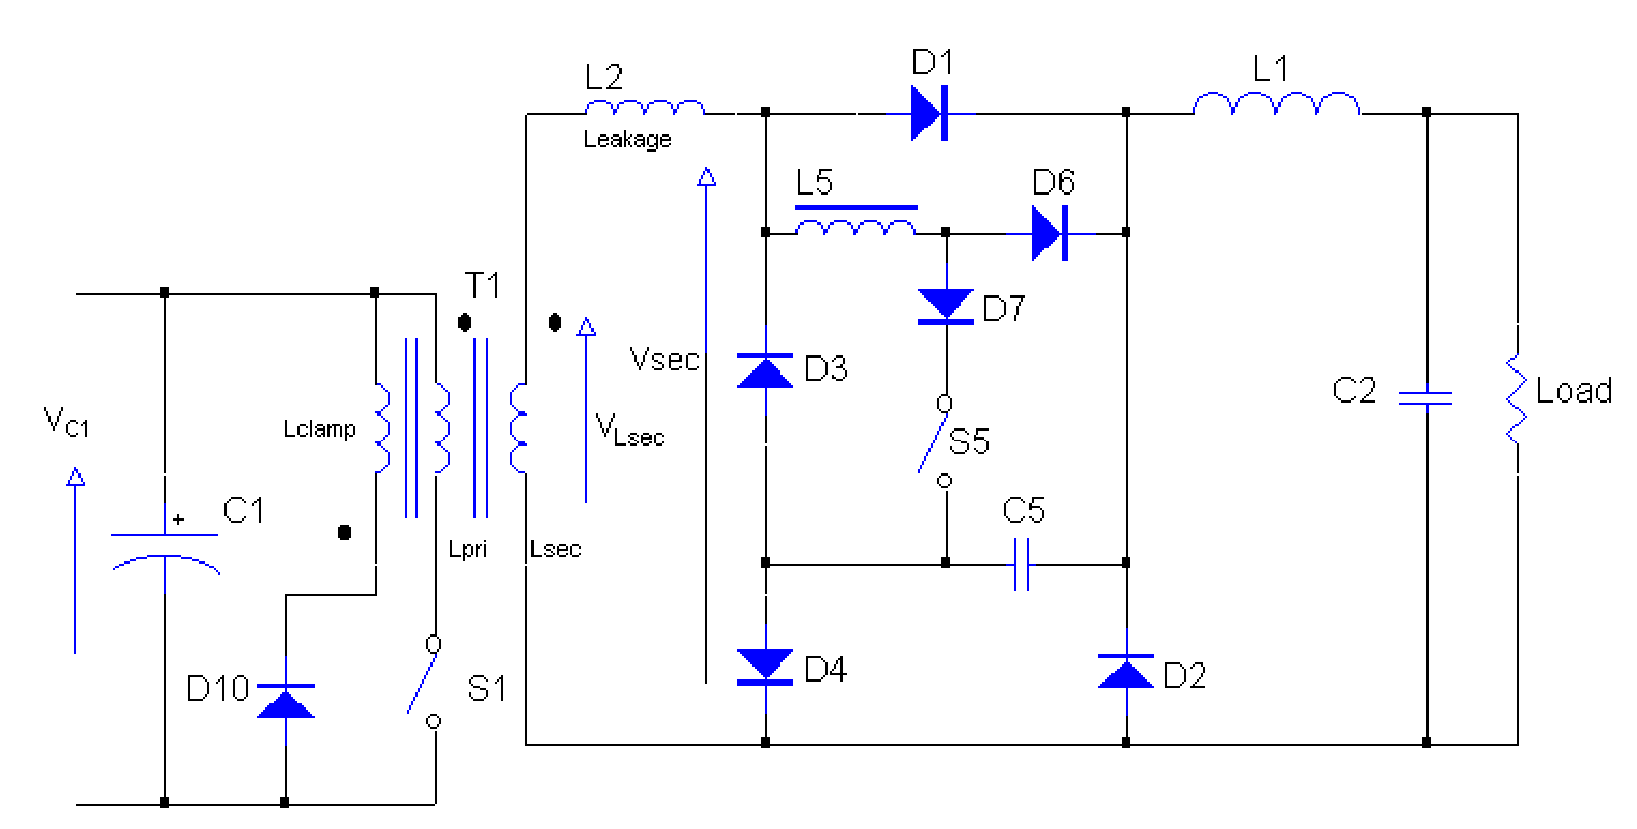 D1
L1
L2
Leakage
L5
D6
T1
D7
Vsec
D3
VC1
Lclamp
VLsec
S5
C2
Load
C1
+
C5
Lpri
Lsec
D10
S1
D4
D2